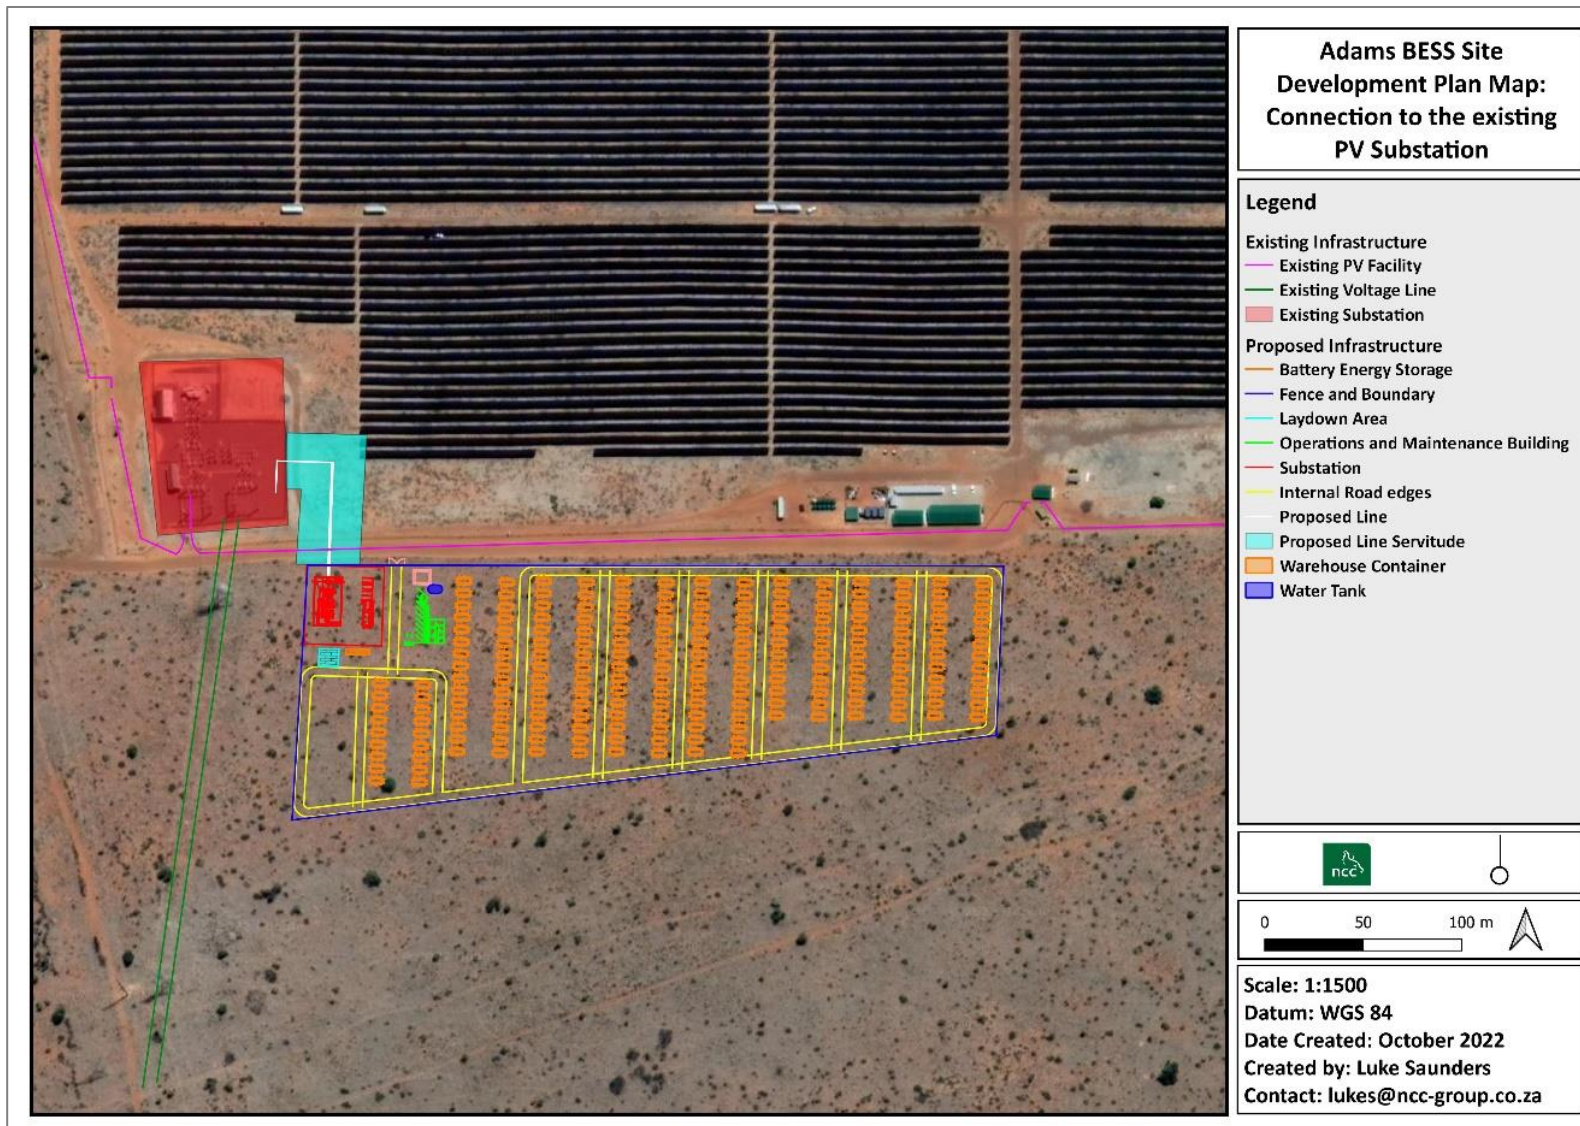 Adams BESS Site
Development Plan Map:
Connection to the existing
PV Substation
Legend
Existing Infrastructure
Existing PV Facility
Existing Voltage Line
Existing Substation
Proposed Infrastructure
Battery Energy Storage
Fence and Boundary
Laydown Area
Operations and Maintenance Building
Substation
Internal Road edges
Proposed Line
Proposed Line Servitude
Warehouse Container
Water Tank
ncc
0 50 100 m
Scale: 1:1500
Datum: WGS 84
Date Created: October 2022
Created by: Luke Saunders
Contact: lukes@ncc-group.co.za